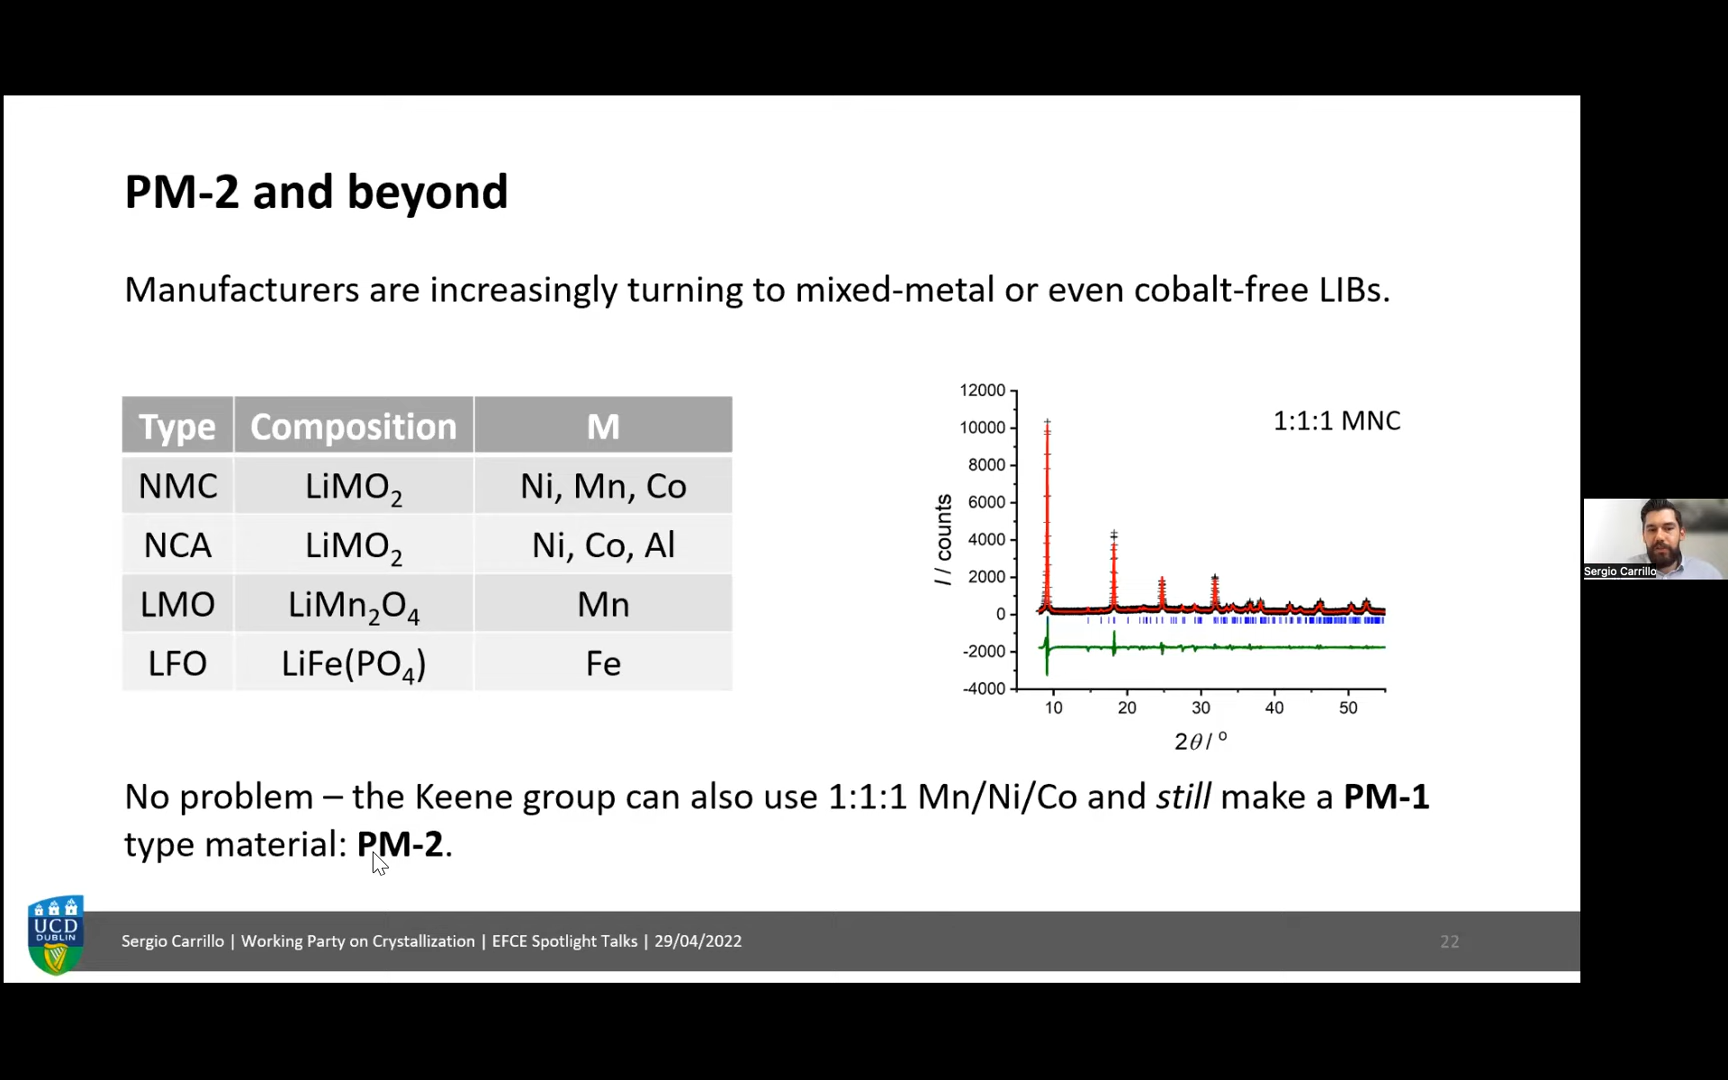 PM-2 and beyond
Manufacturers are increasingly turning to mixed-metal or even cobalt-free LIBs.
Type Composition M
NMC LiMO₂ Ni, Mn, Co
NCA LiMO₂ Ni, Co, Al
LMO LiMn₂O₄ Mn
LFO LiFe(PO₄) Fe
1:1:1 MNC
I / counts
12000
10000
8000
6000
4000
2000
0
-2000
-4000
10 20 30 40 50
2θ / °
No problem – the Keene group can also use 1:1:1 Mn/Ni/Co and still make a PM-1
type material: PM-2.
UCD
DUBLIN
Sergio Carrillo | Working Party on Crystallization | EFCE Spotlight Talks | 29/04/2022
22
Sergio Carrillo